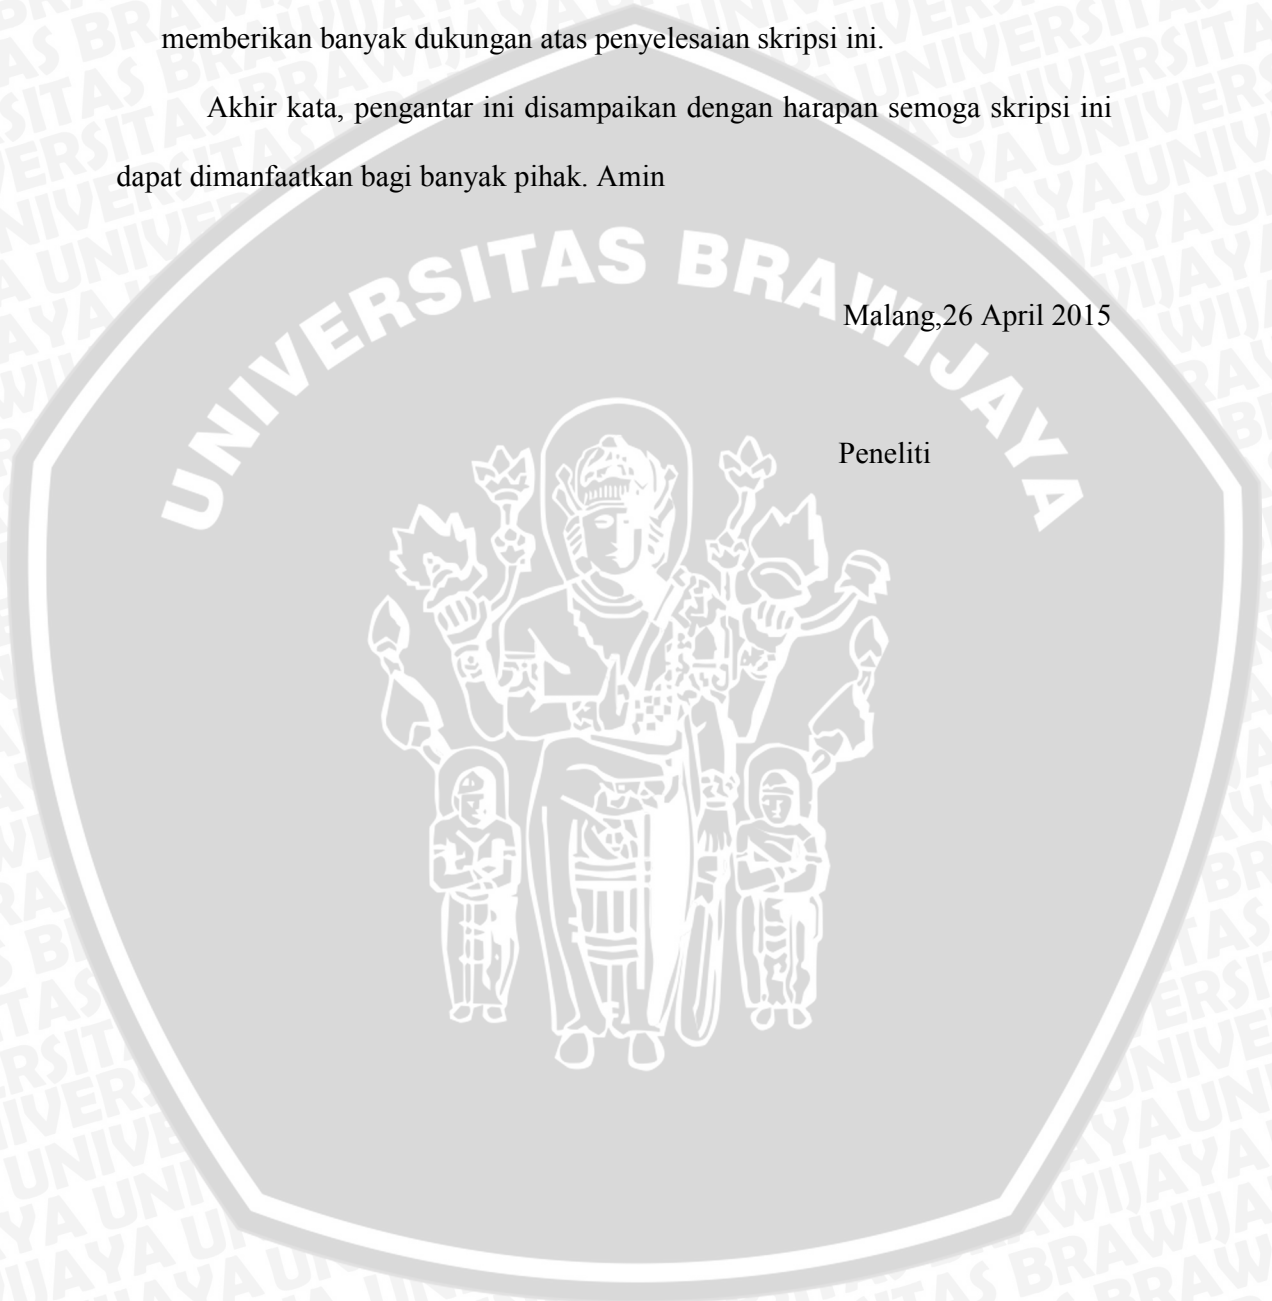 memberikan banyak dukungan atas penyelesaian skripsi ini.
Akhir kata, pengantar ini disampaikan dengan harapan semoga skripsi ini
dapat dimanfaatkan bagi banyak pihak. Amin
UNIVERSITAS BRAWIJAYA
Malang,26 April 2015
Peneliti